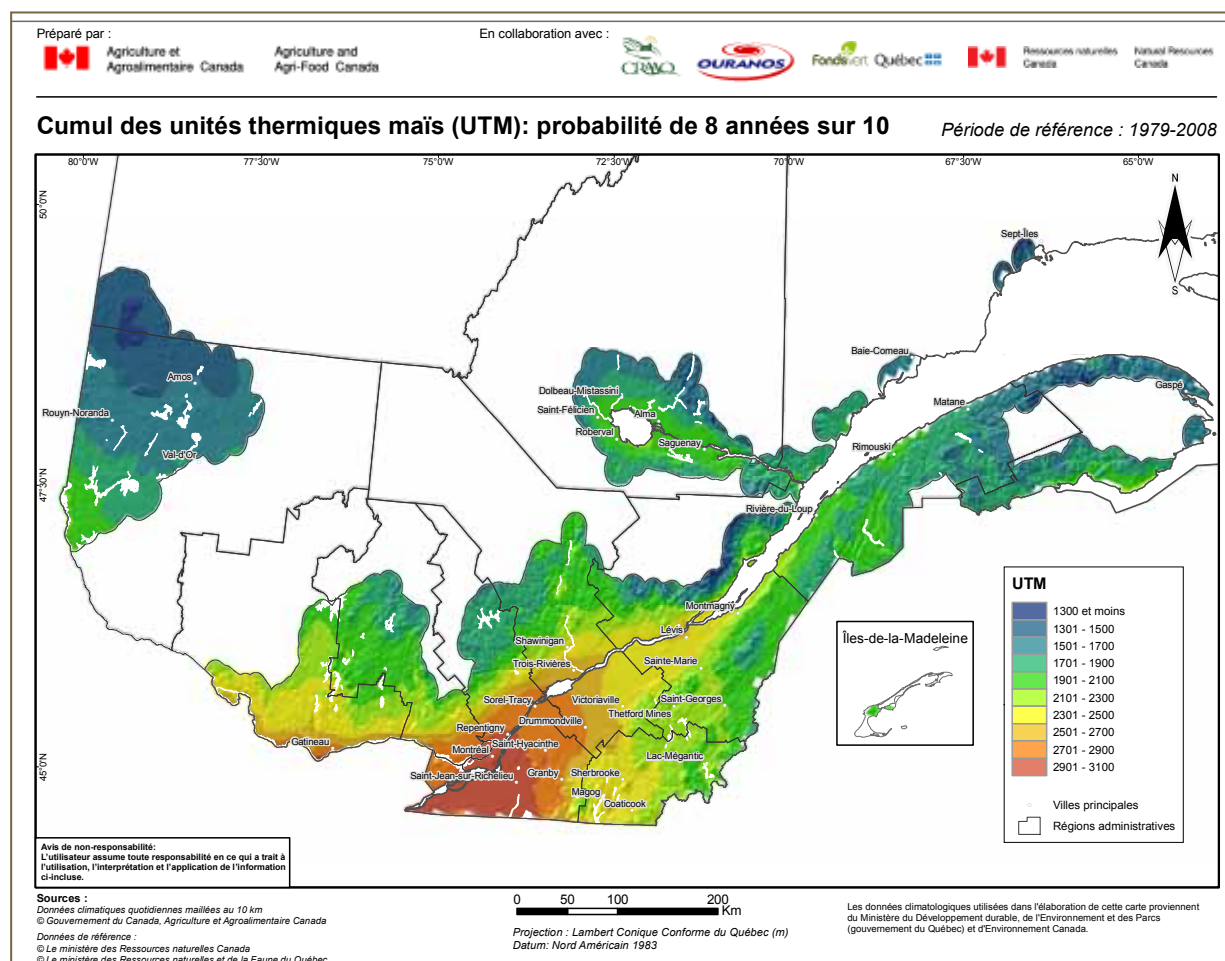 Préparé par :
En collaboration avec :
Agriculture et
Agroalimentaire Canada
Agriculture and
Agri-Food Canada
CRAAQ
OURANOS
Fonds vert
Québec
Ressources naturelles
Canada
Natural Resources
Canada
Cumul des unités thermiques maïs (UTM): probabilité de 8 années sur 10
Période de référence : 1979-2008
80°0'W
77°30'W
75°0'W
72°30'W
70°0'W
67°30'W
65°0'W
50°0'N
47°30'N
45°0'N
N
S
Sept-Îles
Baie-Comeau
Gaspé
Matane
Rimouski
Amos
Rouyn-Noranda
Val-d'Or
Dolbeau-Mistassini
Saint-Félicien
Alma
Roberval
Saguenay
Rivière-du-Loup
Montmagny
Lévis
Shawinigan
Trois-Rivières
Sainte-Marie
Sorel-Tracy
Victoriaville
Saint-Georges
Thetford Mines
Drummondville
Repentigny
Gatineau
Montréal
Saint-Hyacinthe
Lac-Mégantic
Saint-Jean-sur-Richelieu
Granby
Sherbrooke
Magog
Coaticook
Îles-de-la-Madeleine
UTM
1300 et moins
1301 - 1500
1501 - 1700
1701 - 1900
1901 - 2100
2101 - 2300
2301 - 2500
2501 - 2700
2701 - 2900
2901 - 3100
Villes principales
Régions administratives
Avis de non-responsabilité:
L'utilisateur assume toute responsabilité en ce qui a trait à
l'utilisation, l'interprétation et l'application de l'information
ci-incluse.
Sources :
Données climatiques quotidiennes maillées au 10 km
© Gouvernement du Canada, Agriculture et Agroalimentaire Canada
Données de référence :
© Le ministère des Ressources naturelles Canada
© Le ministère des Ressources naturelles et de la Faune du Québec
0 50 100 200
Km
Projection : Lambert Conique Conforme du Québec (m)
Datum: Nord Américain 1983
Les données climatologiques utilisées dans l'élaboration de cette carte proviennent
du Ministère du Développement durable, de l'Environnement et des Parcs
(gouvernement du Québec) et d'Environnement Canada.